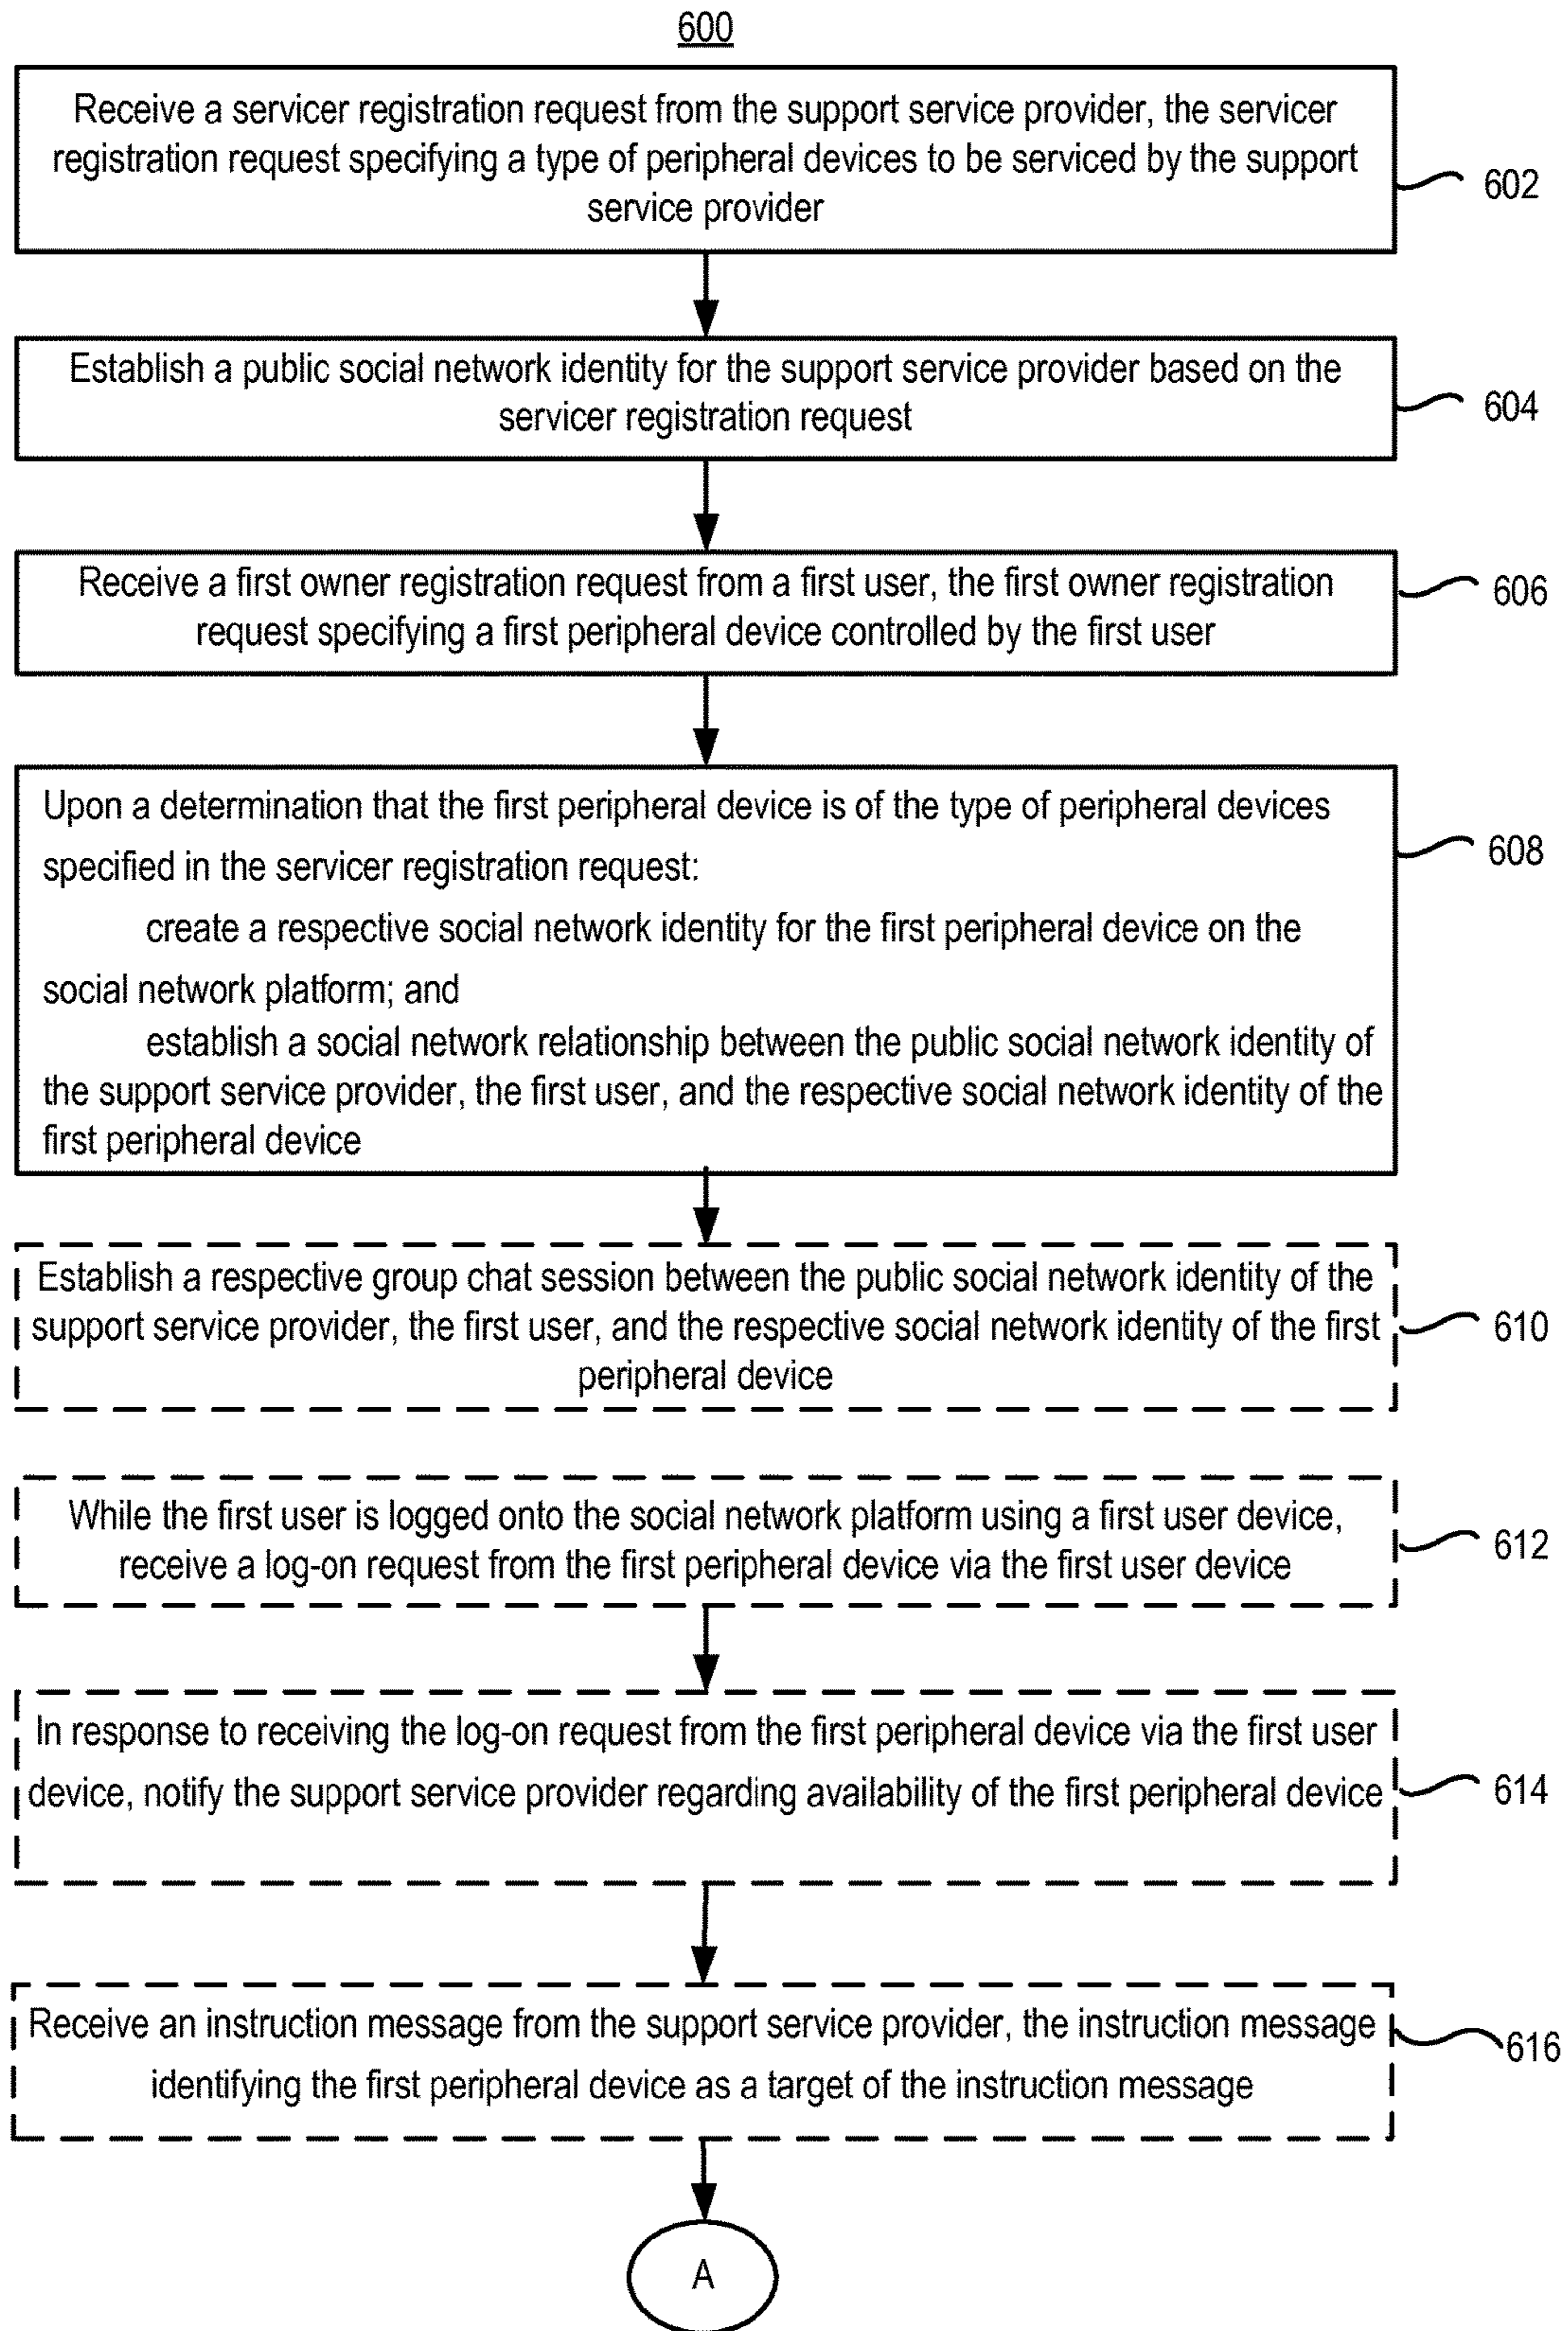 600
Receive a servicer registration request from the support service provider, the servicer
registration request specifying a type of peripheral devices to be serviced by the support
service provider
602
Establish a public social network identity for the support service provider based on the
servicer registration request
604
Receive a first owner registration request from a first user, the first owner registration
request specifying a first peripheral device controlled by the first user
606
Upon a determination that the first peripheral device is of the type of peripheral devices
specified in the servicer registration request:
create a respective social network identity for the first peripheral device on the
social network platform; and
establish a social network relationship between the public social network identity of
the support service provider, the first user, and the respective social network identity of the
first peripheral device
608
Establish a respective group chat session between the public social network identity of the
support service provider, the first user, and the respective social network identity of the first
peripheral device
610
While the first user is logged onto the social network platform using a first user device,
receive a log-on request from the first peripheral device via the first user device
612
In response to receiving the log-on request from the first peripheral device via the first user
device, notify the support service provider regarding availability of the first peripheral device
614
Receive an instruction message from the support service provider, the instruction message
identifying the first peripheral device as a target of the instruction message
616
A